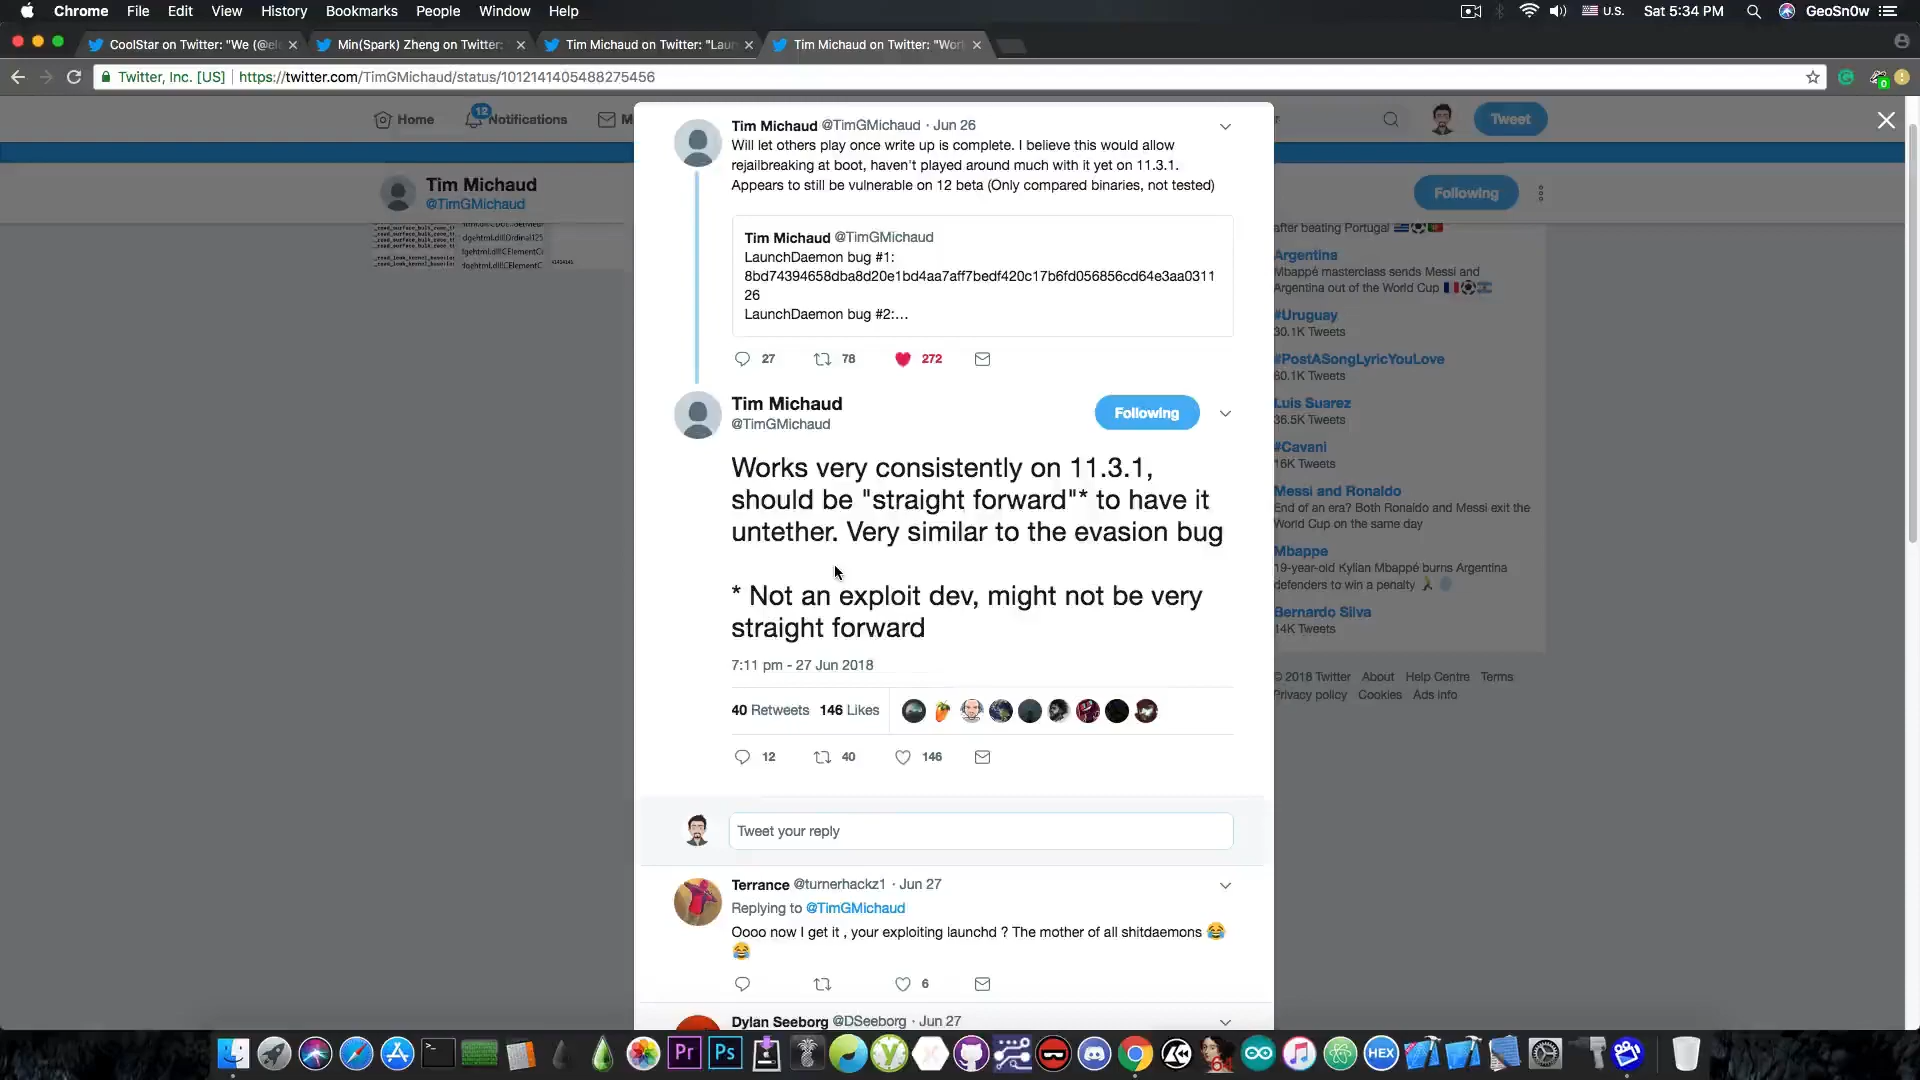 Chrome File Edit View History Bookmarks People Window Help U.S. Sat 5:34 PM GeoSn0w
CoolStar on Twitter: "We (@el
Min(Spark) Zheng on Twitter:
Tim Michaud on Twitter: "Laun
Tim Michaud on Twitter: "Work
Twitter, Inc. [US] https://twitter.com/TimGMichaud/status/1012141405488275456
0
Home 12 Notifications M Tweet
Tim Michaud
@TimGMichaud
Following
Tim Michaud @TimGMichaud · Jun 26
Will let others play once write up is complete. I believe this would allow
rejailbreaking at boot, haven't played around much with it yet on 11.3.1.
Appears to still be vulnerable on 12 beta (Only compared binaries, not tested)
Tim Michaud @TimGMichaud
LaunchDaemon bug #1:
8bd74394658dba8d20e1bd4aa7aff7bedf420c17b6fd056856cd64e3aa0311
26
LaunchDaemon bug #2:…
27 78 272
Tim Michaud
@TimGMichaud
Following
Works very consistently on 11.3.1,
should be "straight forward"* to have it
untether. Very similar to the evasion bug
* Not an exploit dev, might not be very
straight forward
7:11 pm - 27 Jun 2018
40 Retweets 146 Likes
12 40 146
Tweet your reply
Terrance @turnerhackz1 · Jun 27
Replying to @TimGMichaud
Oooo now I get it , your exploiting launchd ? The mother of all shitdaemons 😂
😂
6
Dylan Seeborg @DSeeborg · Jun 27
after beating Portugal
Argentina
Mbappé masterclass sends Messi and
Argentina out of the World Cup
#Uruguay
30.1K Tweets
#PostASongLyricYouLove
80.1K Tweets
Luis Suarez
36.5K Tweets
#Cavani
16K Tweets
Messi and Ronaldo
End of an era? Both Ronaldo and Messi exit the
World Cup on the same day
Mbappe
19-year-old Kylian Mbappé burns Argentina
defenders to win a penalty
Bernardo Silva
14K Tweets
© 2018 Twitter About Help Centre Terms
Privacy policy Cookies Ads info
Pr Ps HEX